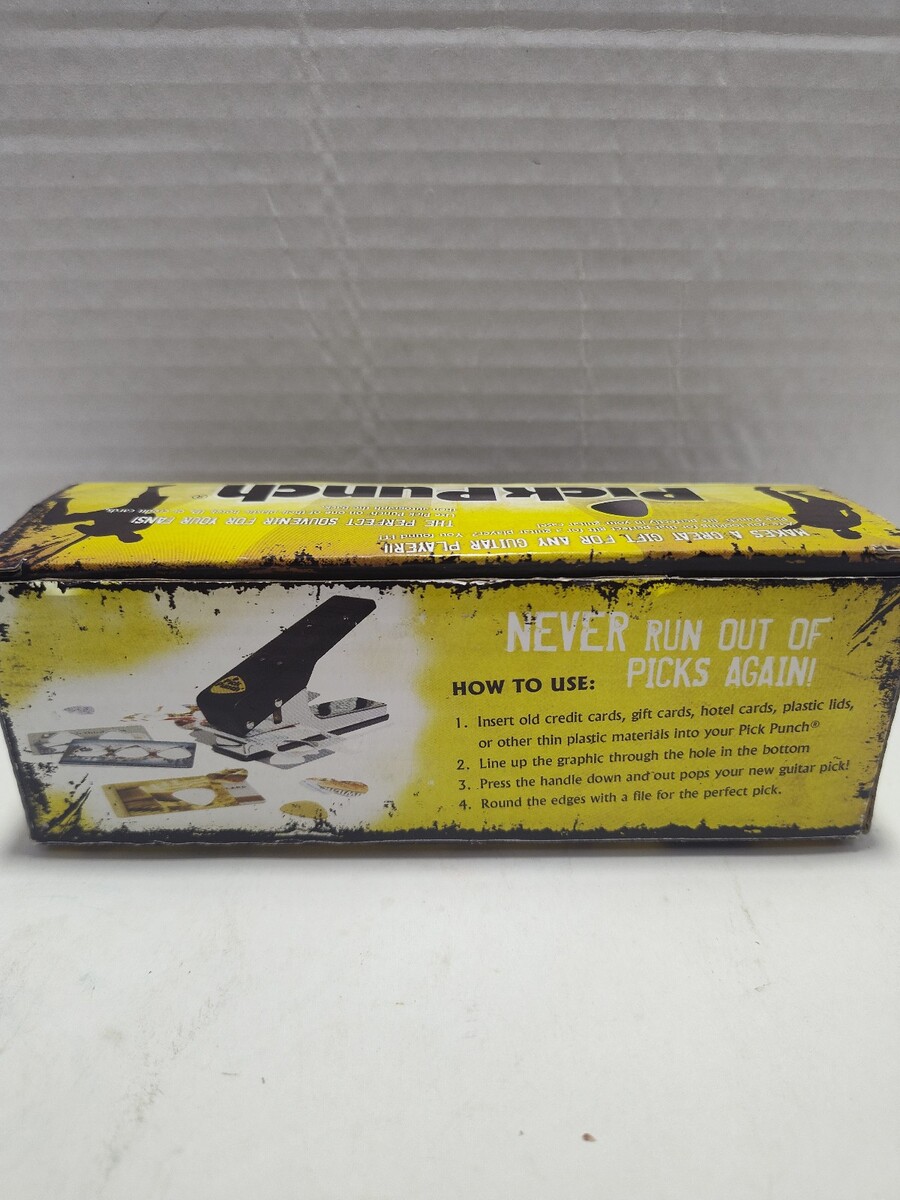 Pick Punch®
MAKES A GREAT GIFT FOR ANY GUITAR PLAYER!!
THE PERFECT SOUVENIR FOR YOUR FANS!
NEVER RUN OUT OF
PICKS AGAIN!
HOW TO USE:
1. Insert old credit cards, gift cards, hotel cards, plastic lids,
or other thin plastic materials into your Pick Punch®
2. Line up the graphic through the hole in the bottom
3. Press the handle down and out pops your new guitar pick!
4. Round the edges with a file for the perfect pick.